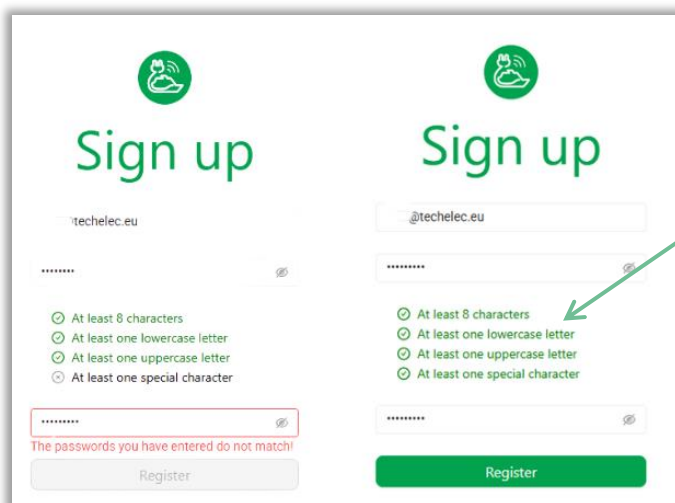 Sign up
techelec.eu
••••••••
At least 8 characters
At least one lowercase letter
At least one uppercase letter
At least one special character
•••••••••
The passwords you have entered do not match!
Register
Sign up
@techelec.eu
•••••••••
At least 8 characters
At least one lowercase letter
At least one uppercase letter
At least one special character
•••••••••
Register